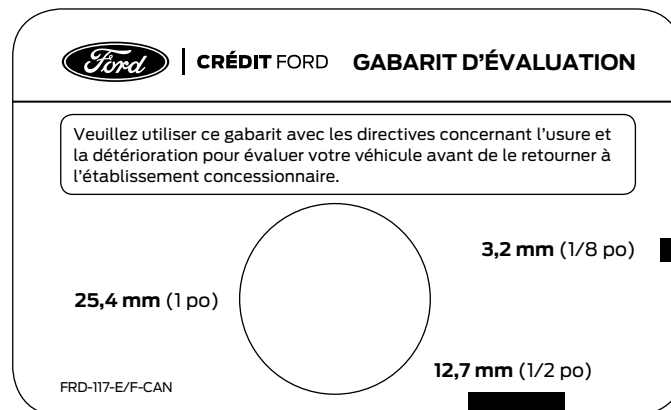 Ford CRÉDIT FORD GABARIT D’ÉVALUATION
Veuillez utiliser ce gabarit avec les directives concernant l’usure et
la détérioration pour évaluer votre véhicule avant de le retourner à
l’établissement concessionnaire.
3,2 mm (1/8 po)
25,4 mm (1 po)
12,7 mm (1/2 po)
FRD-117-E/F-CAN